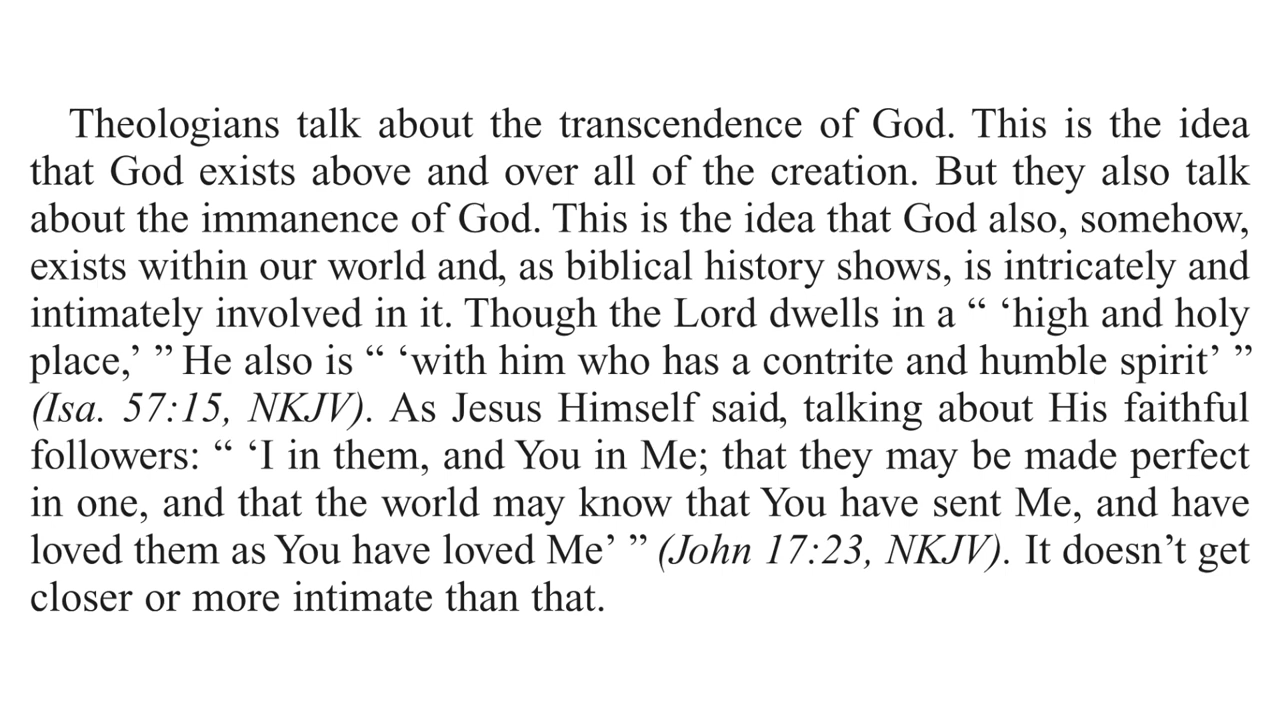 Theologians talk about the transcendence of God. This is the idea
that God exists above and over all of the creation. But they also talk
about the immanence of God. This is the idea that God also, somehow,
exists within our world and, as biblical history shows, is intricately and
intimately involved in it. Though the Lord dwells in a “ ‘high and holy
place,’ ” He also is “ ‘with him who has a contrite and humble spirit’ ”
(Isa. 57:15, NKJV). As Jesus Himself said, talking about His faithful
followers: “ ‘I in them, and You in Me; that they may be made perfect
in one, and that the world may know that You have sent Me, and have
loved them as You have loved Me’ ” (John 17:23, NKJV). It doesn’t get
closer or more intimate than that.